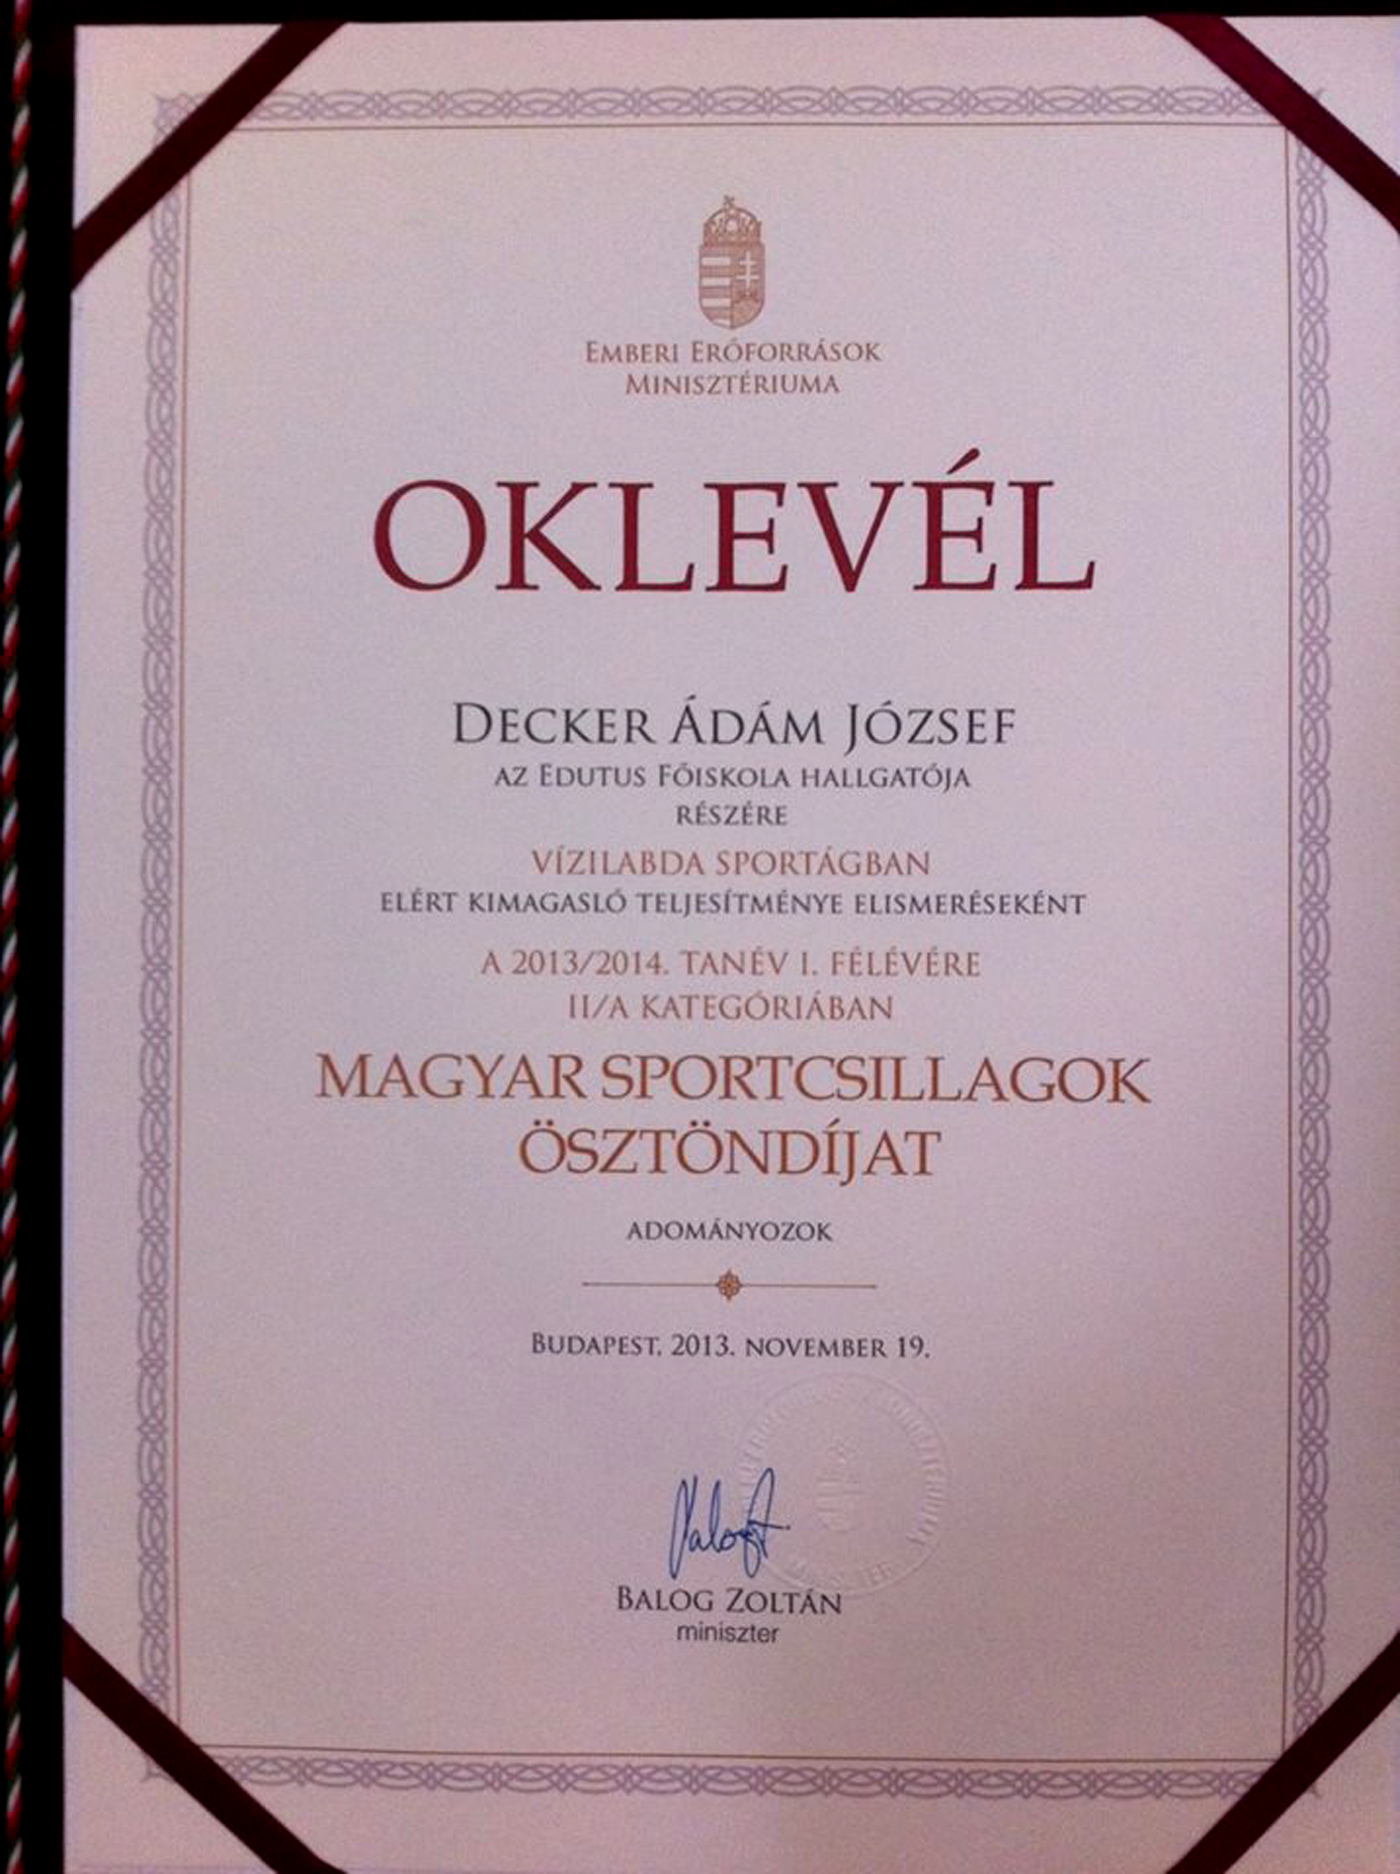 EMBERI ERŐFORRÁSOK
MINISZTÉRIUMA
OKLEVÉL
DECKER ÁDÁM JÓZSEF
AZ EDUTUS FŐISKOLA HALLGATÓJA
RÉSZÉRE
VÍZILABDA SPORTÁGBAN
ELÉRT KIMAGASLÓ TELJESÍTMÉNYE ELISMERÉSEKÉNT
A 2013/2014. TANÉV I. FÉLÉVÉRE
II/A KATEGÓRIÁBAN
MAGYAR SPORTCSILLAGOK
ÖSZTÖNDÍJAT
ADOMÁNYOZOK
BUDAPEST, 2013. NOVEMBER 19.
BALOG ZOLTÁN
miniszter